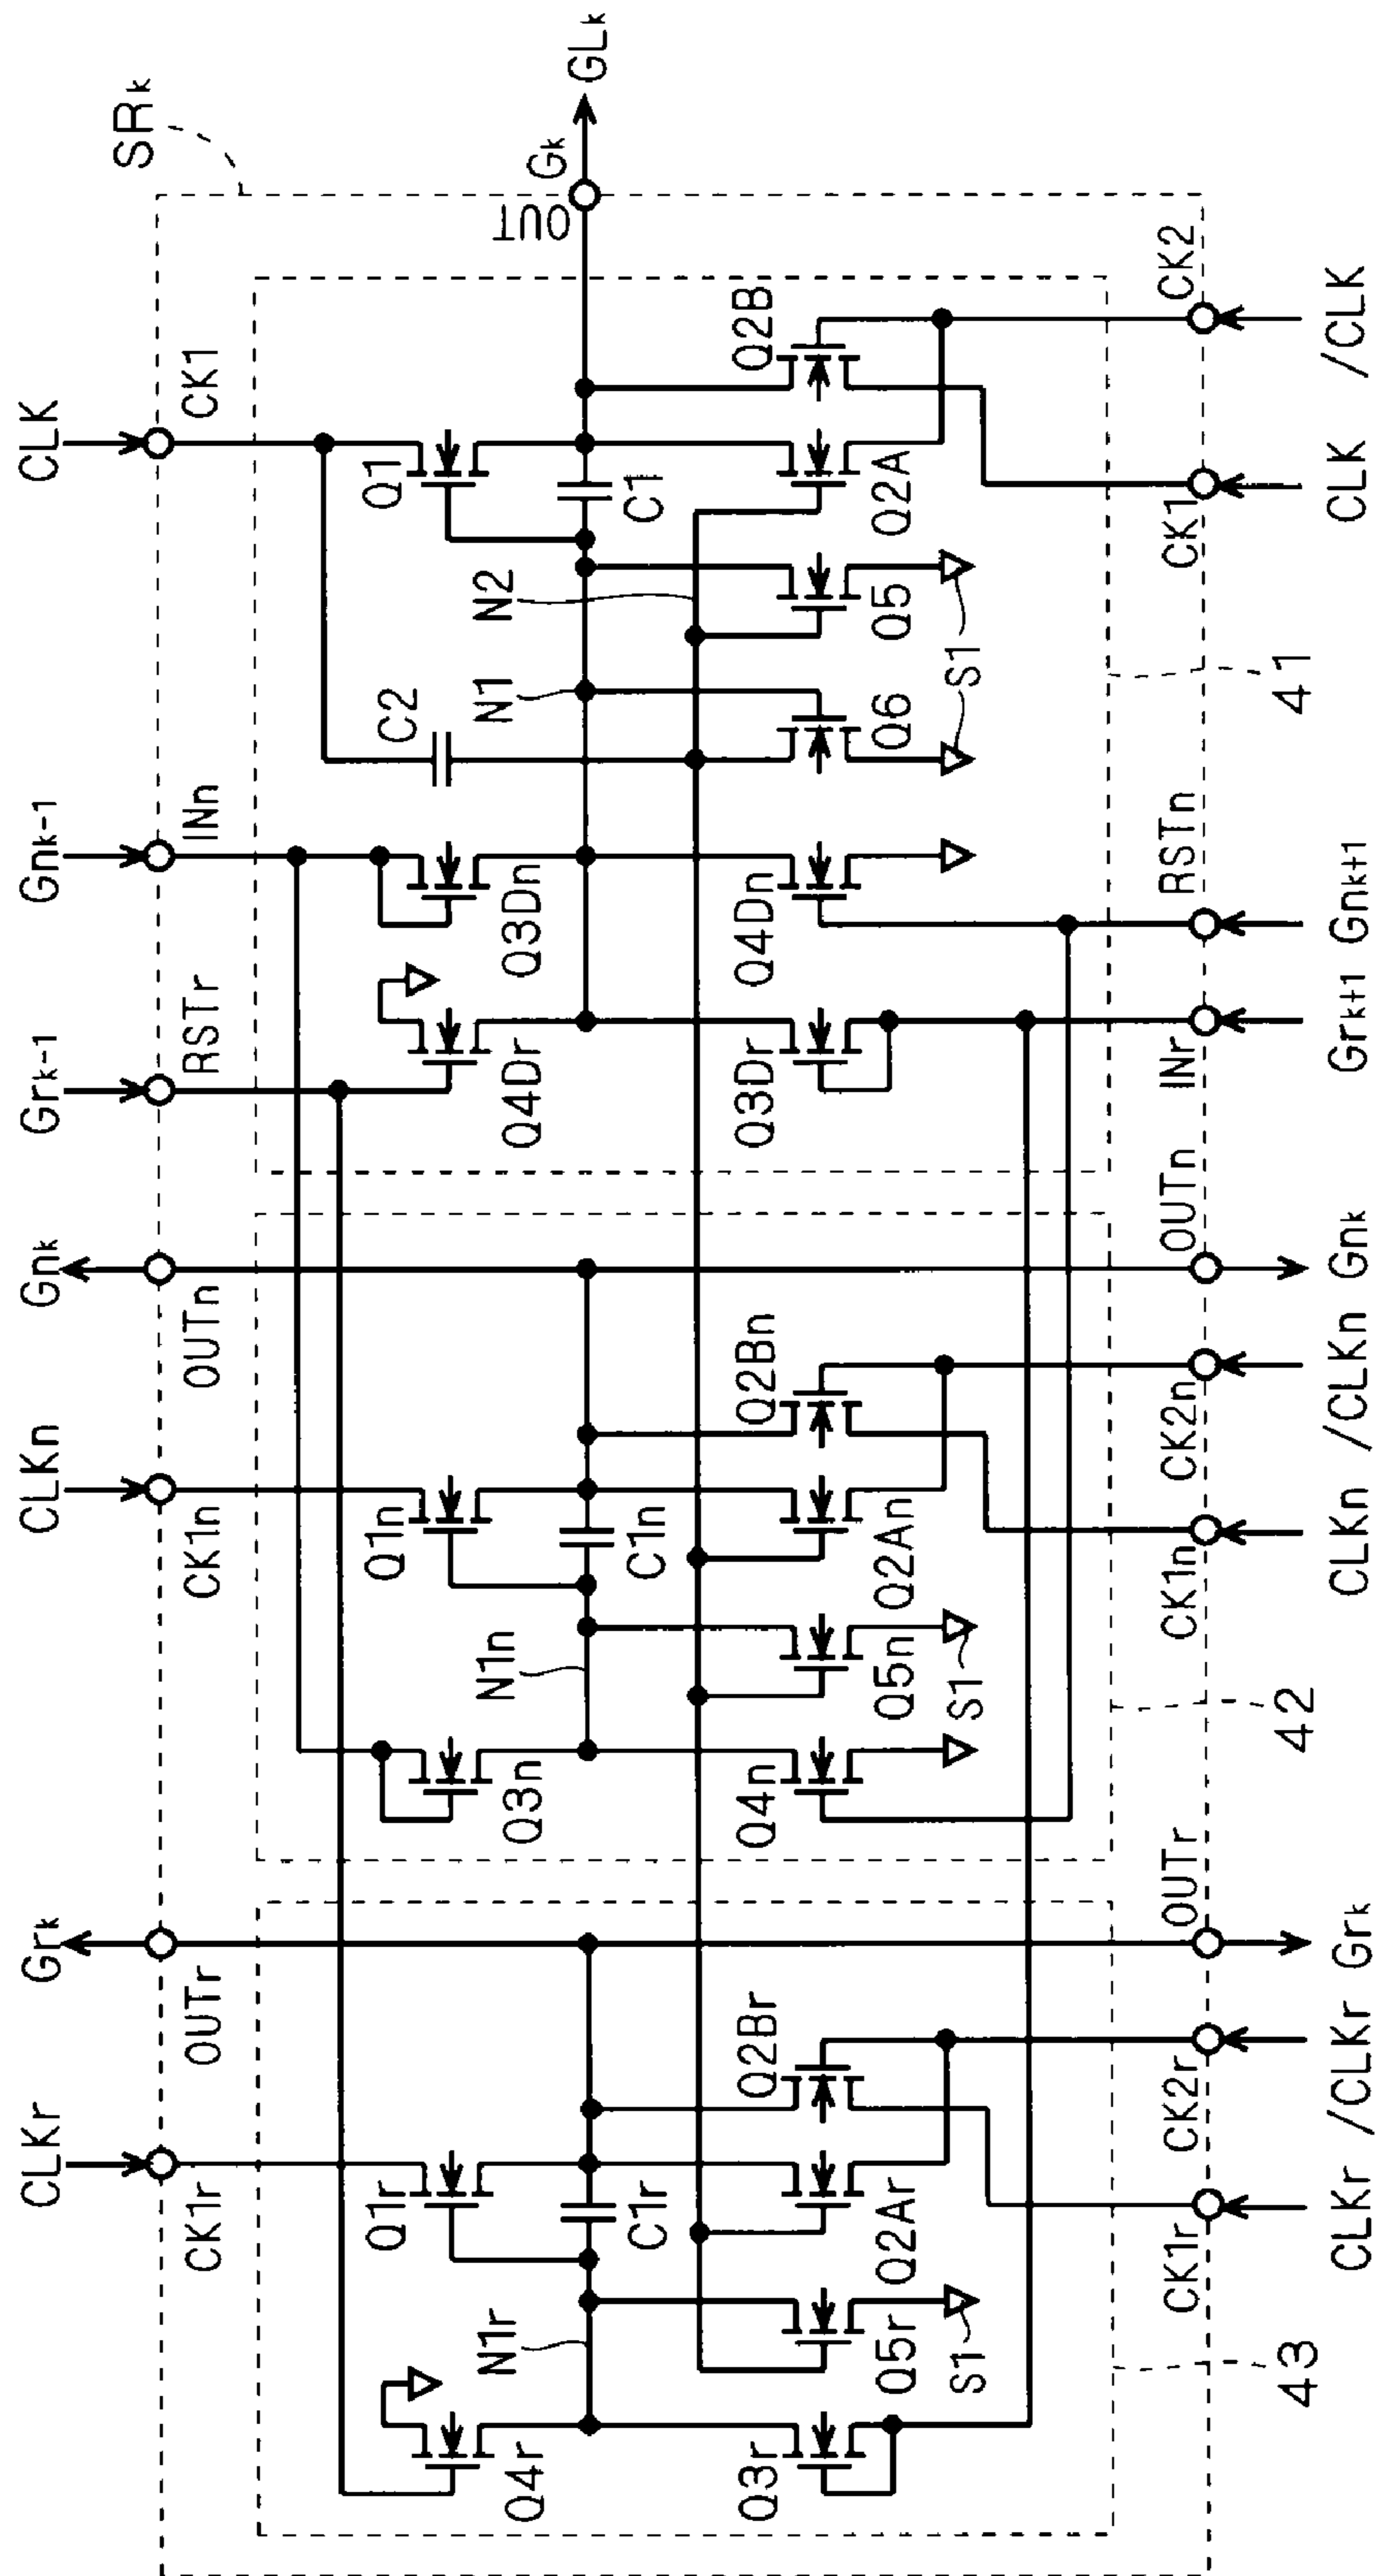 SRk
GLk
Gk
OUT
CLK
CK1
Gnk-1
INn
Grk-1
RSTr
Gnk
OUTn
CLKn
CK1n
Grk
OUTr
CLKr
CK1r
Q1
C1
C2
N1
N2
Q2B
Q2A
Q5
Q6
S1
Q3Dn
Q4Dn
Q4Dr
Q3Dr
CK2
/CLK
CK1
CLK
41
RSTn
Gnk+1
INr
Grk+1
Q1n
C1n
N1n
Q3n
Q2Bn
Q2An
Q5n
S1
Q4n
OUTn
Gnk
CK2n
/CLKn
CK1n
CLKn
42
Q1r
C1r
N1r
Q4r
Q2Br
Q2Ar
Q5r
S1
Q3r
OUTr
Grk
CK2r
/CLKr
CK1r
CLKr
43